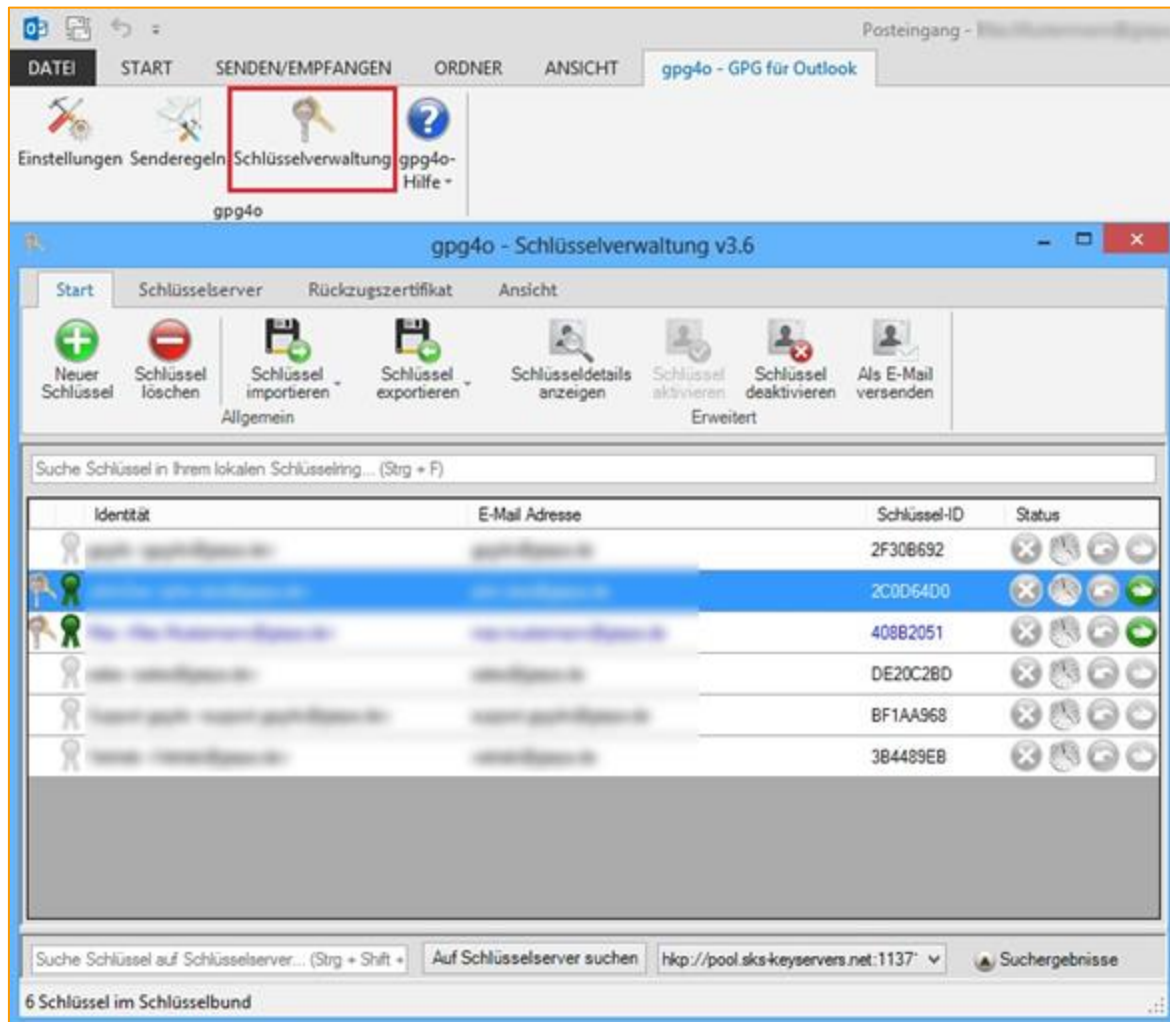 Posteingang -
DATEI START SENDEN/EMPFANGEN ORDNER ANSICHT gpg4o - GPG für Outlook
Einstellungen Senderegeln Schlüsselverwaltung gpg4o-
Hilfe
gpg4o
gpg4o - Schlüsselverwaltung v3.6
Start Schlüsselserver Rückzugszertifikat Ansicht
Neuer Schlüssel Schlüssel Schlüssel Schlüsseldetails Schlüssel Schlüssel Als E-Mail
Schlüssel löschen importieren exportieren anzeigen aktivieren deaktivieren versenden
Allgemein Erweitert
Suche Schlüssel in Ihrem lokalen Schlüsselring... (Strg + F)
Identität E-Mail Adresse Schlüssel-ID Status
2F30B692
2C0D64D0
408B2051
DE20C2BD
BF1AA968
3B4489EB
Suche Schlüssel auf Schlüsselserver... (Strg + Shift + Auf Schlüsselserver suchen hkp://pool.sks-keyservers.net:1137 Suchergebnisse
6 Schlüssel im Schlüsselbund